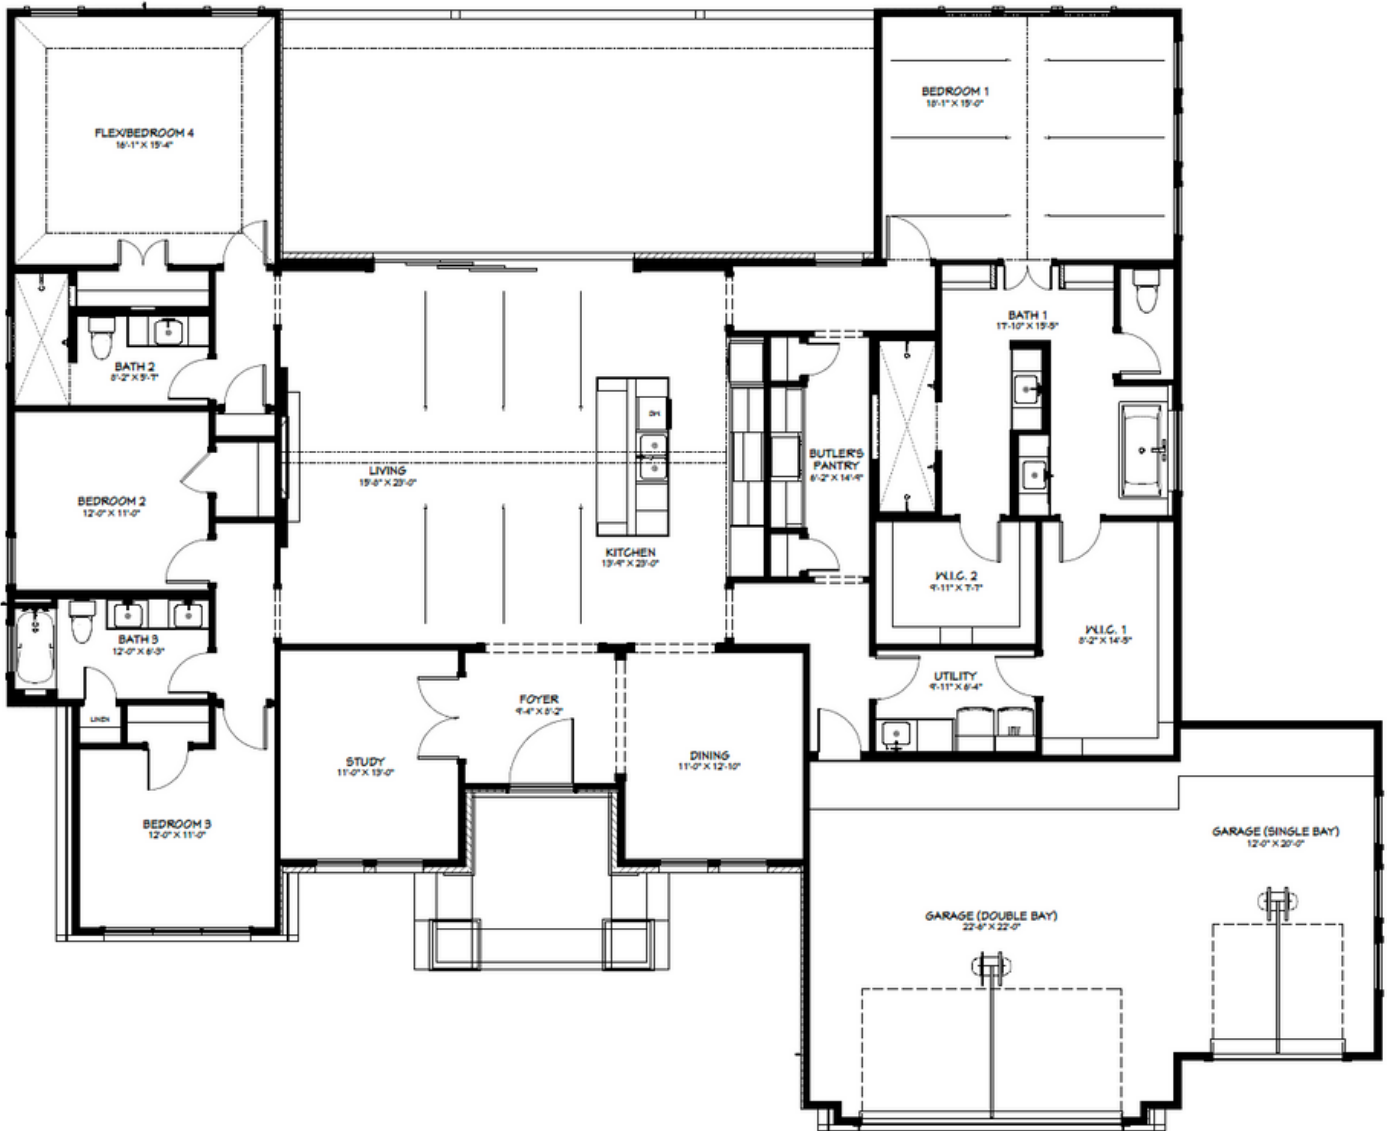 BEDROOM 1
18'-1" X 15'-0"
FLEX/BEDROOM 4
16'-1" X 15'-4"
BATH 1
17'-10" X 15'-5"
BATH 2
8'-2" X 5'-7"
DW
LIVING
15'-8" X 23'-0"
BUTLER'S
PANTRY
6'-2" X 14'-9"
BEDROOM 2
12'-0" X 11'-0"
KITCHEN
13'-9" X 23'-0"
W.I.C. 2
9'-11" X 7'-7"
W.I.C. 1
8'-2" X 14'-5"
BATH 3
12'-0" X 6'-3"
UTILITY
9'-11" X 6'-4"
FOYER
9'-4" X 8'-2"
LINEN
STUDY
11'-0" X 13'-0"
DINING
11'-0" X 12'-10"
BEDROOM 3
12'-0" X 11'-0"
GARAGE (SINGLE BAY)
12'-0" X 20'-0"
GARAGE (DOUBLE BAY)
22'-6" X 22'-0"